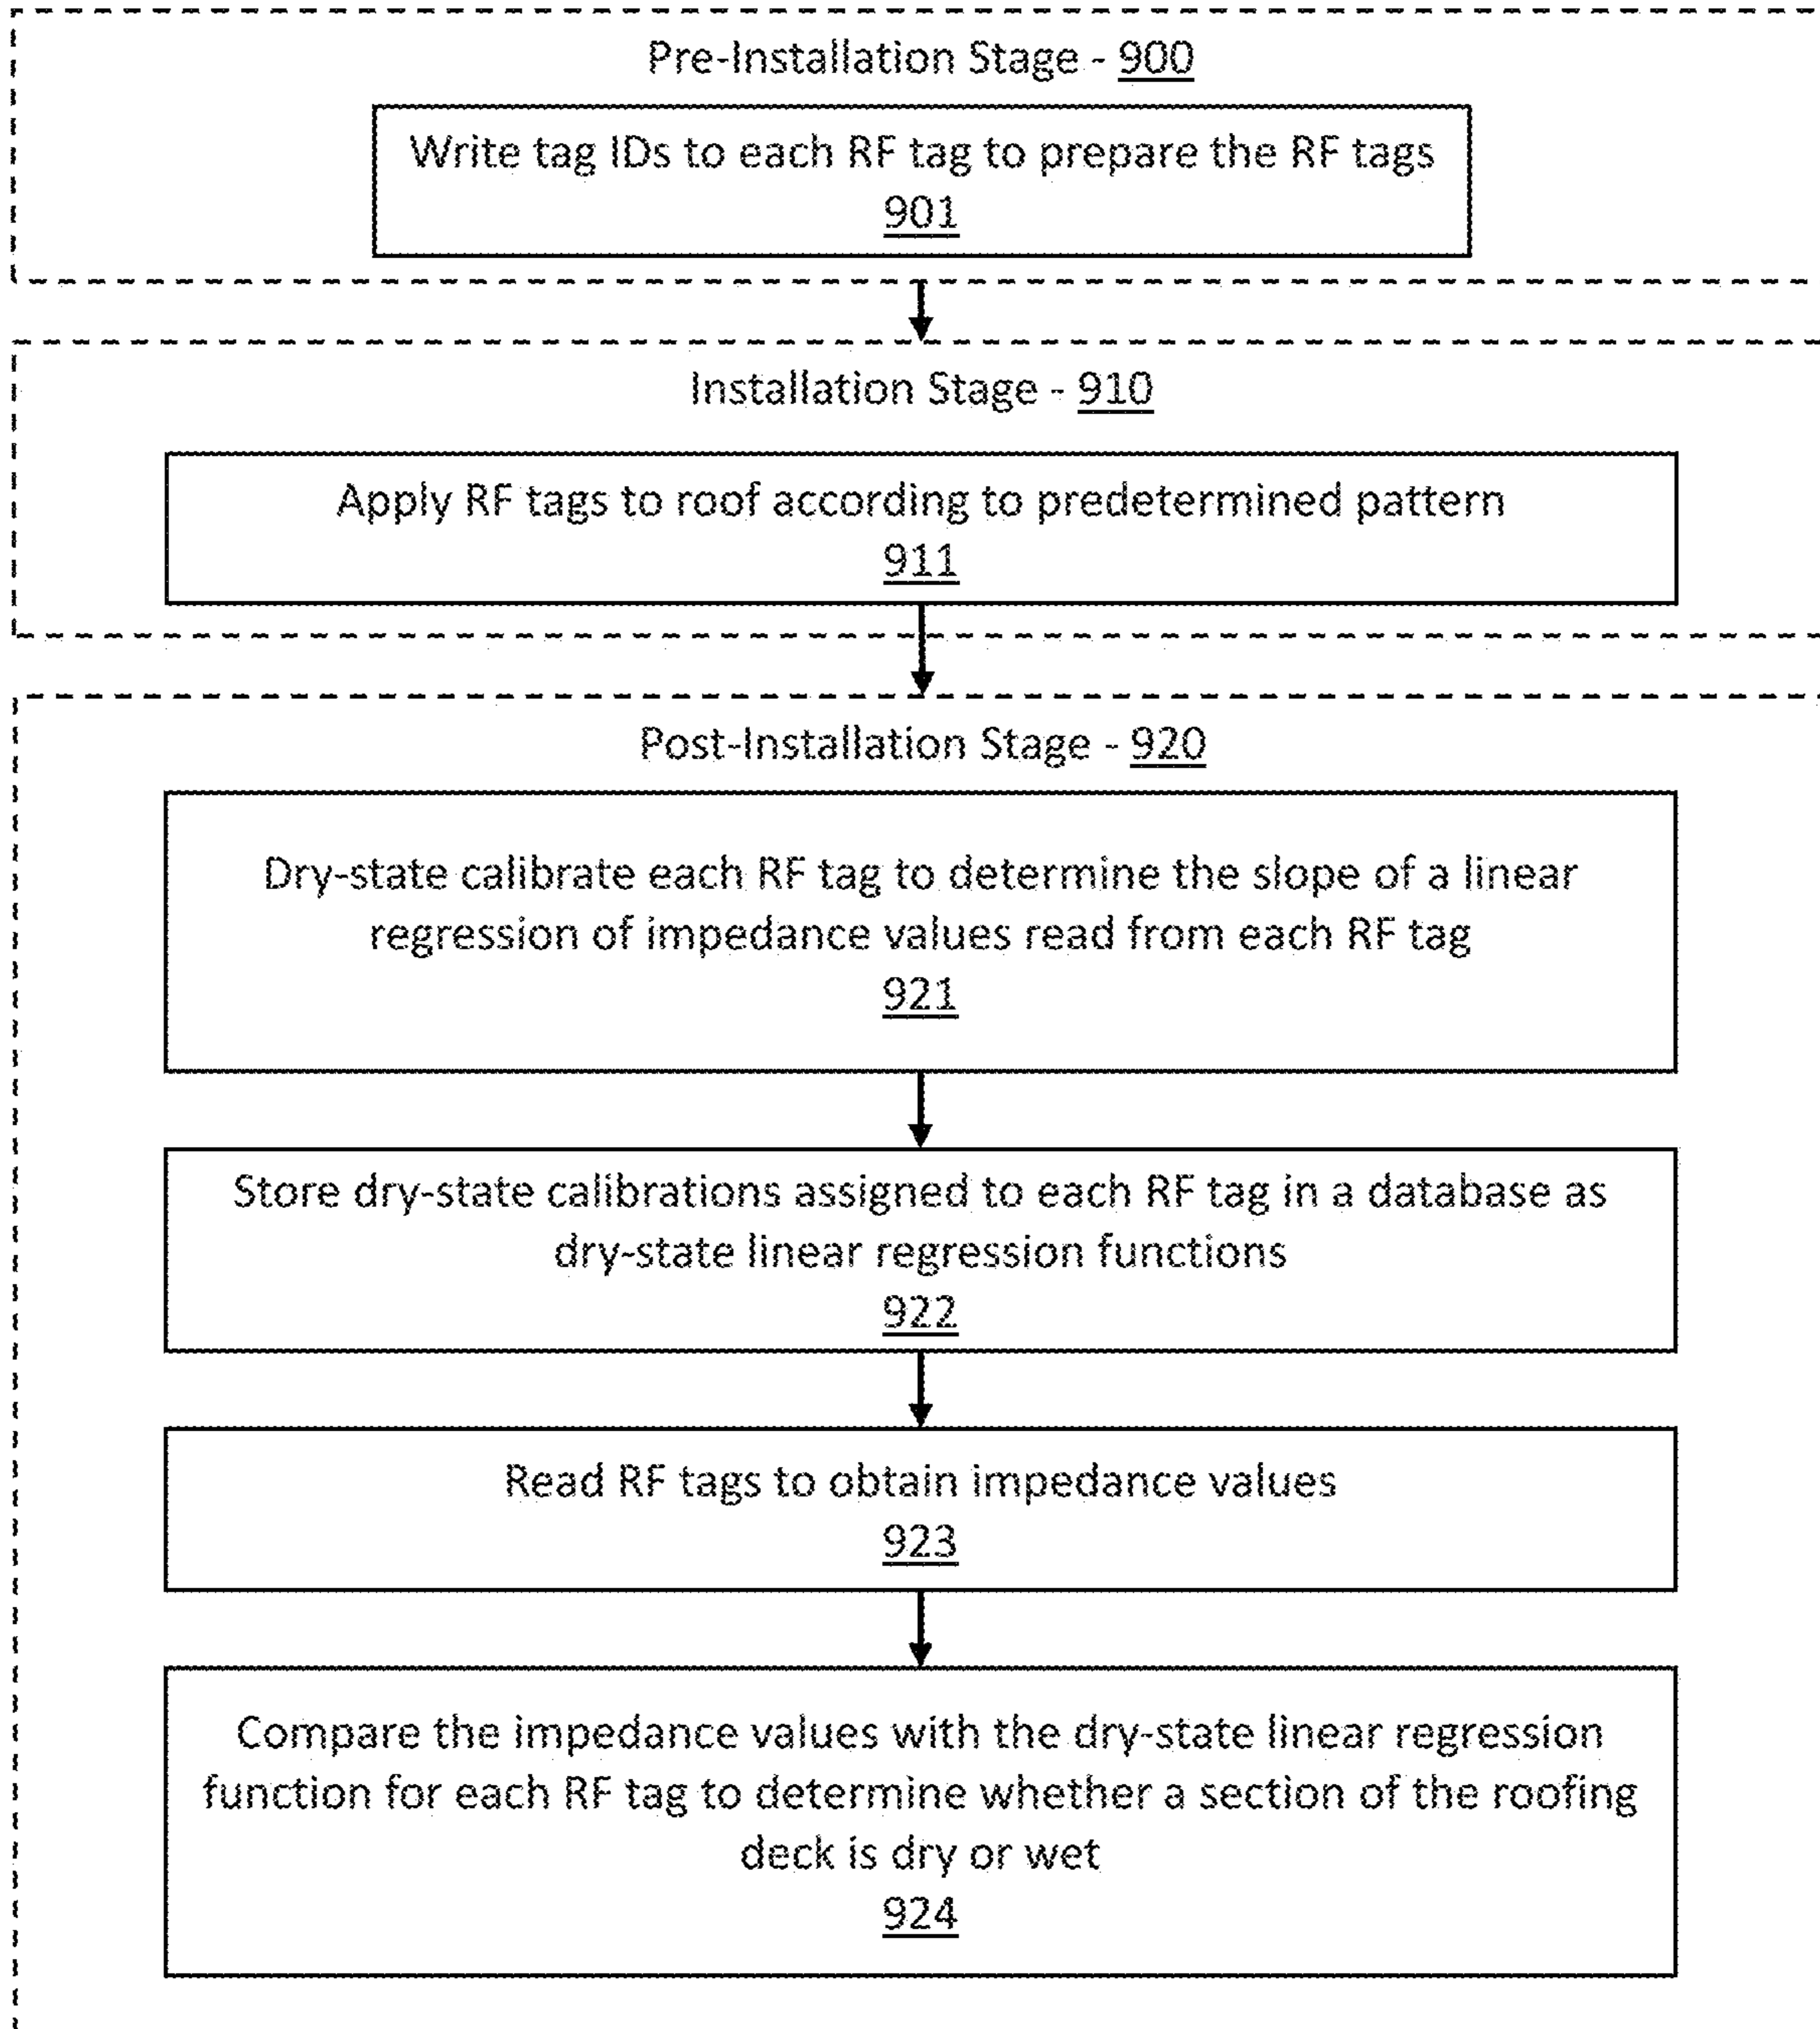 Pre-Installation Stage - 900
Write tag IDs to each RF tag to prepare the RF tags
901
Installation Stage - 910
Apply RF tags to roof according to predetermined pattern
911
Post-Installation Stage - 920
Dry-state calibrate each RF tag to determine the slope of a linear
regression of impedance values read from each RF tag
921
Store dry-state calibrations assigned to each RF tag in a database as
dry-state linear regression functions
922
Read RF tags to obtain impedance values
923
Compare the impedance values with the dry-state linear regression
function for each RF tag to determine whether a section of the roofing
deck is dry or wet
924